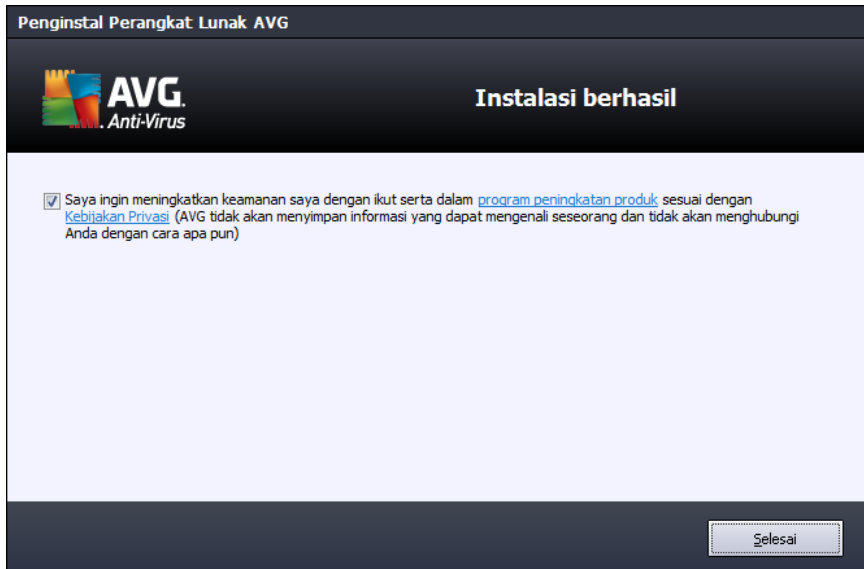 Penginstal Perangkat Lunak AVG
AVG.
Anti-Virus
Instalasi berhasil
Saya ingin meningkatkan keamanan saya dengan ikut serta dalam program peningkatan produk sesuai dengan
Kebijakan Privasi (AVG tidak akan menyimpan informasi yang dapat mengenali seseorang dan tidak akan menghubungi
Anda dengan cara apa pun)
Selesai